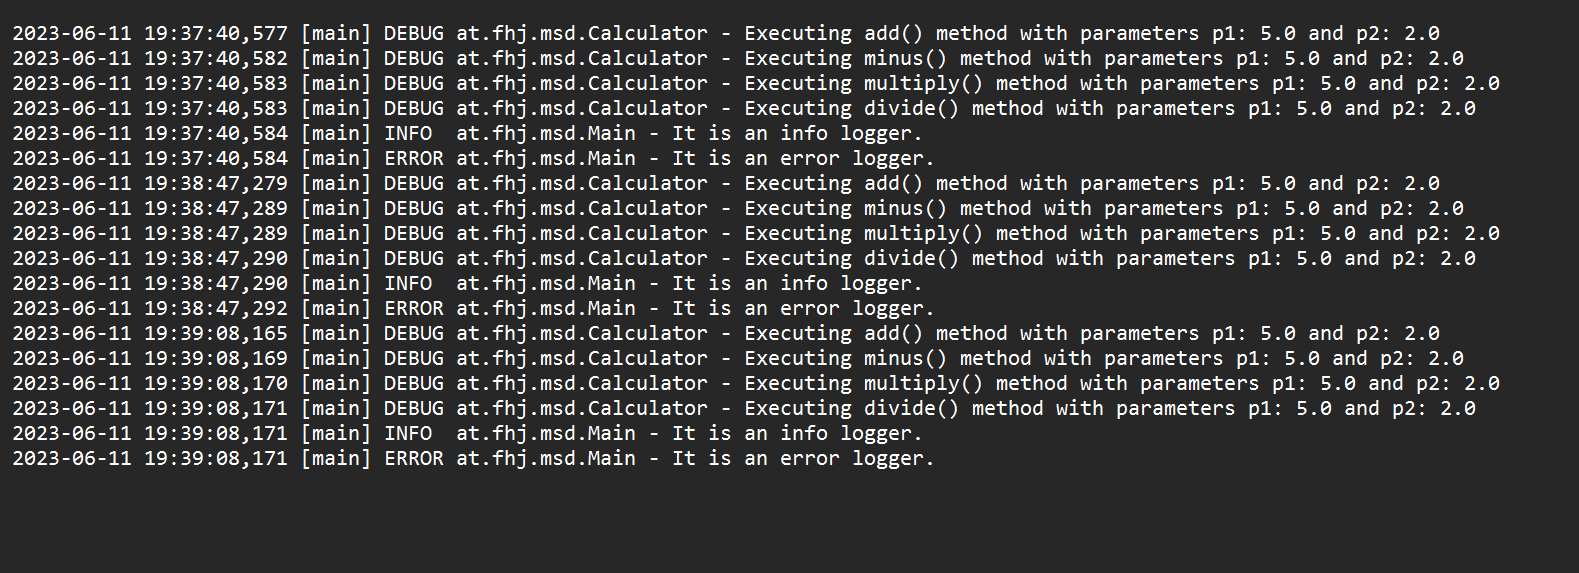 2023-06-11 19:37:40,577 [main] DEBUG at.fhj.msd.Calculator - Executing add() method with parameters p1: 5.0 and p2: 2.0
2023-06-11 19:37:40,582 [main] DEBUG at.fhj.msd.Calculator - Executing minus() method with parameters p1: 5.0 and p2: 2.0
2023-06-11 19:37:40,583 [main] DEBUG at.fhj.msd.Calculator - Executing multiply() method with parameters p1: 5.0 and p2: 2.0
2023-06-11 19:37:40,583 [main] DEBUG at.fhj.msd.Calculator - Executing divide() method with parameters p1: 5.0 and p2: 2.0
2023-06-11 19:37:40,584 [main] INFO  at.fhj.msd.Main - It is an info logger.
2023-06-11 19:37:40,584 [main] ERROR at.fhj.msd.Main - It is an error logger.
2023-06-11 19:38:47,279 [main] DEBUG at.fhj.msd.Calculator - Executing add() method with parameters p1: 5.0 and p2: 2.0
2023-06-11 19:38:47,289 [main] DEBUG at.fhj.msd.Calculator - Executing minus() method with parameters p1: 5.0 and p2: 2.0
2023-06-11 19:38:47,289 [main] DEBUG at.fhj.msd.Calculator - Executing multiply() method with parameters p1: 5.0 and p2: 2.0
2023-06-11 19:38:47,290 [main] DEBUG at.fhj.msd.Calculator - Executing divide() method with parameters p1: 5.0 and p2: 2.0
2023-06-11 19:38:47,290 [main] INFO  at.fhj.msd.Main - It is an info logger.
2023-06-11 19:38:47,292 [main] ERROR at.fhj.msd.Main - It is an error logger.
2023-06-11 19:39:08,165 [main] DEBUG at.fhj.msd.Calculator - Executing add() method with parameters p1: 5.0 and p2: 2.0
2023-06-11 19:39:08,169 [main] DEBUG at.fhj.msd.Calculator - Executing minus() method with parameters p1: 5.0 and p2: 2.0
2023-06-11 19:39:08,170 [main] DEBUG at.fhj.msd.Calculator - Executing multiply() method with parameters p1: 5.0 and p2: 2.0
2023-06-11 19:39:08,171 [main] DEBUG at.fhj.msd.Calculator - Executing divide() method with parameters p1: 5.0 and p2: 2.0
2023-06-11 19:39:08,171 [main] INFO  at.fhj.msd.Main - It is an info logger.
2023-06-11 19:39:08,171 [main] ERROR at.fhj.msd.Main - It is an error logger.